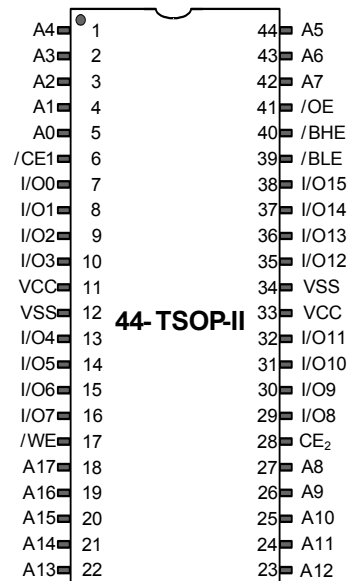 A4 1 44 A5
A3 2 43 A6
A2 3 42 A7
A1 4 41 /OE
A0 5 40 /BHE
/CE1 6 39 /BLE
I/O0 7 38 I/O15
I/O1 8 37 I/O14
I/O2 9 36 I/O13
I/O3 10 35 I/O12
VCC 11 34 VSS
VSS 12 33 VCC
44-TSOP-II
I/O4 13 32 I/O11
I/O5 14 31 I/O10
I/O6 15 30 I/O9
I/O7 16 29 I/O8
/WE 17 28 CE₂
A17 18 27 A8
A16 19 26 A9
A15 20 25 A10
A14 21 24 A11
A13 22 23 A12